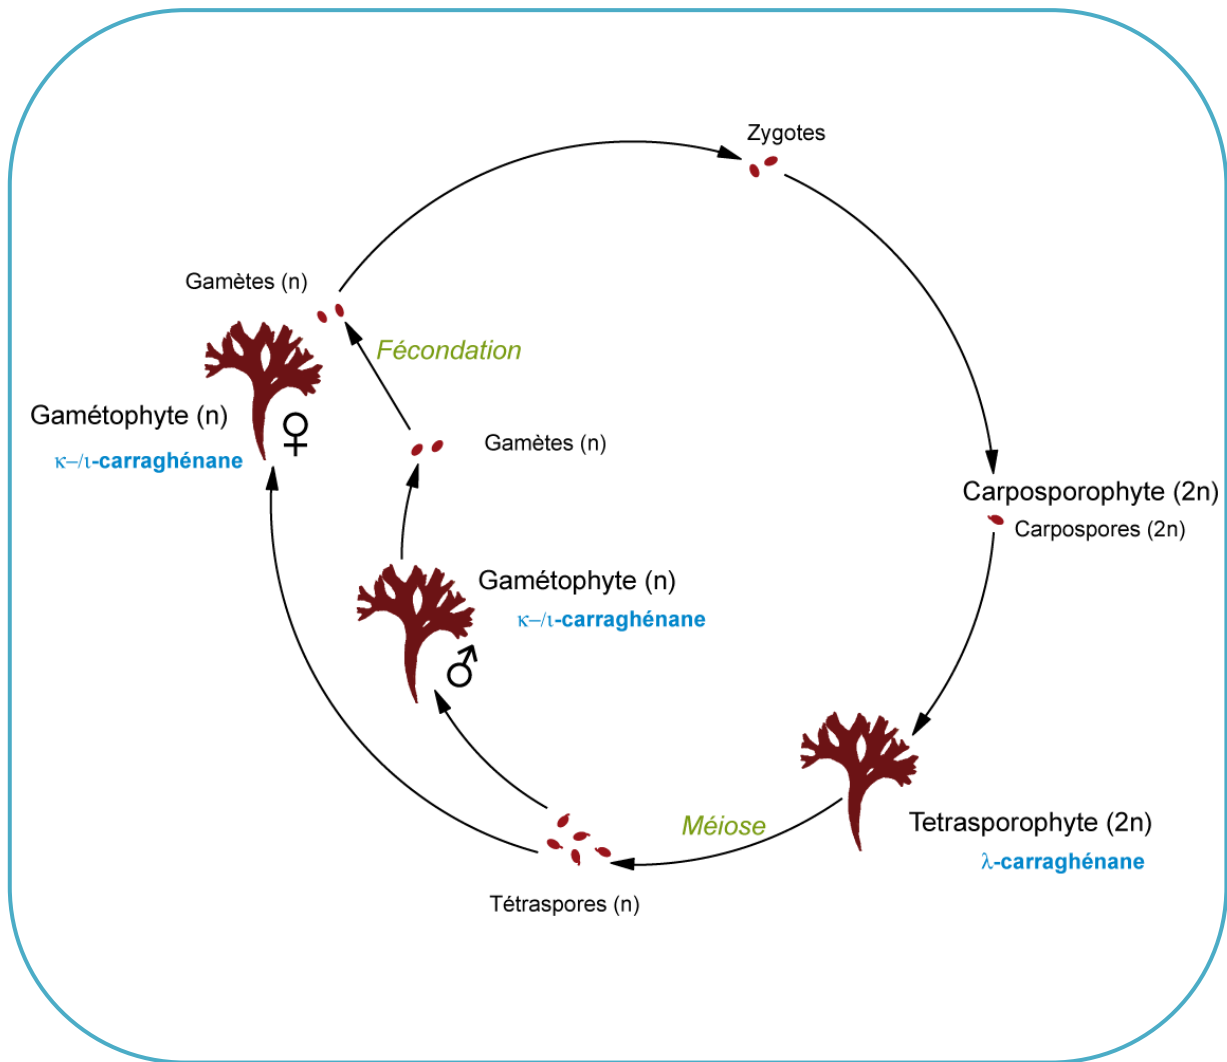 Zygotes
Gamètes (n)
Fécondation
Gamétophyte (n)
κ–/ι-carraghénane
Gamètes (n)
Carposporophyte (2n)
Carpospores (2n)
Gamétophyte (n)
κ–/ι-carraghénane
Méiose
Tetrasporophyte (2n)
λ-carraghénane
Tétraspores (n)